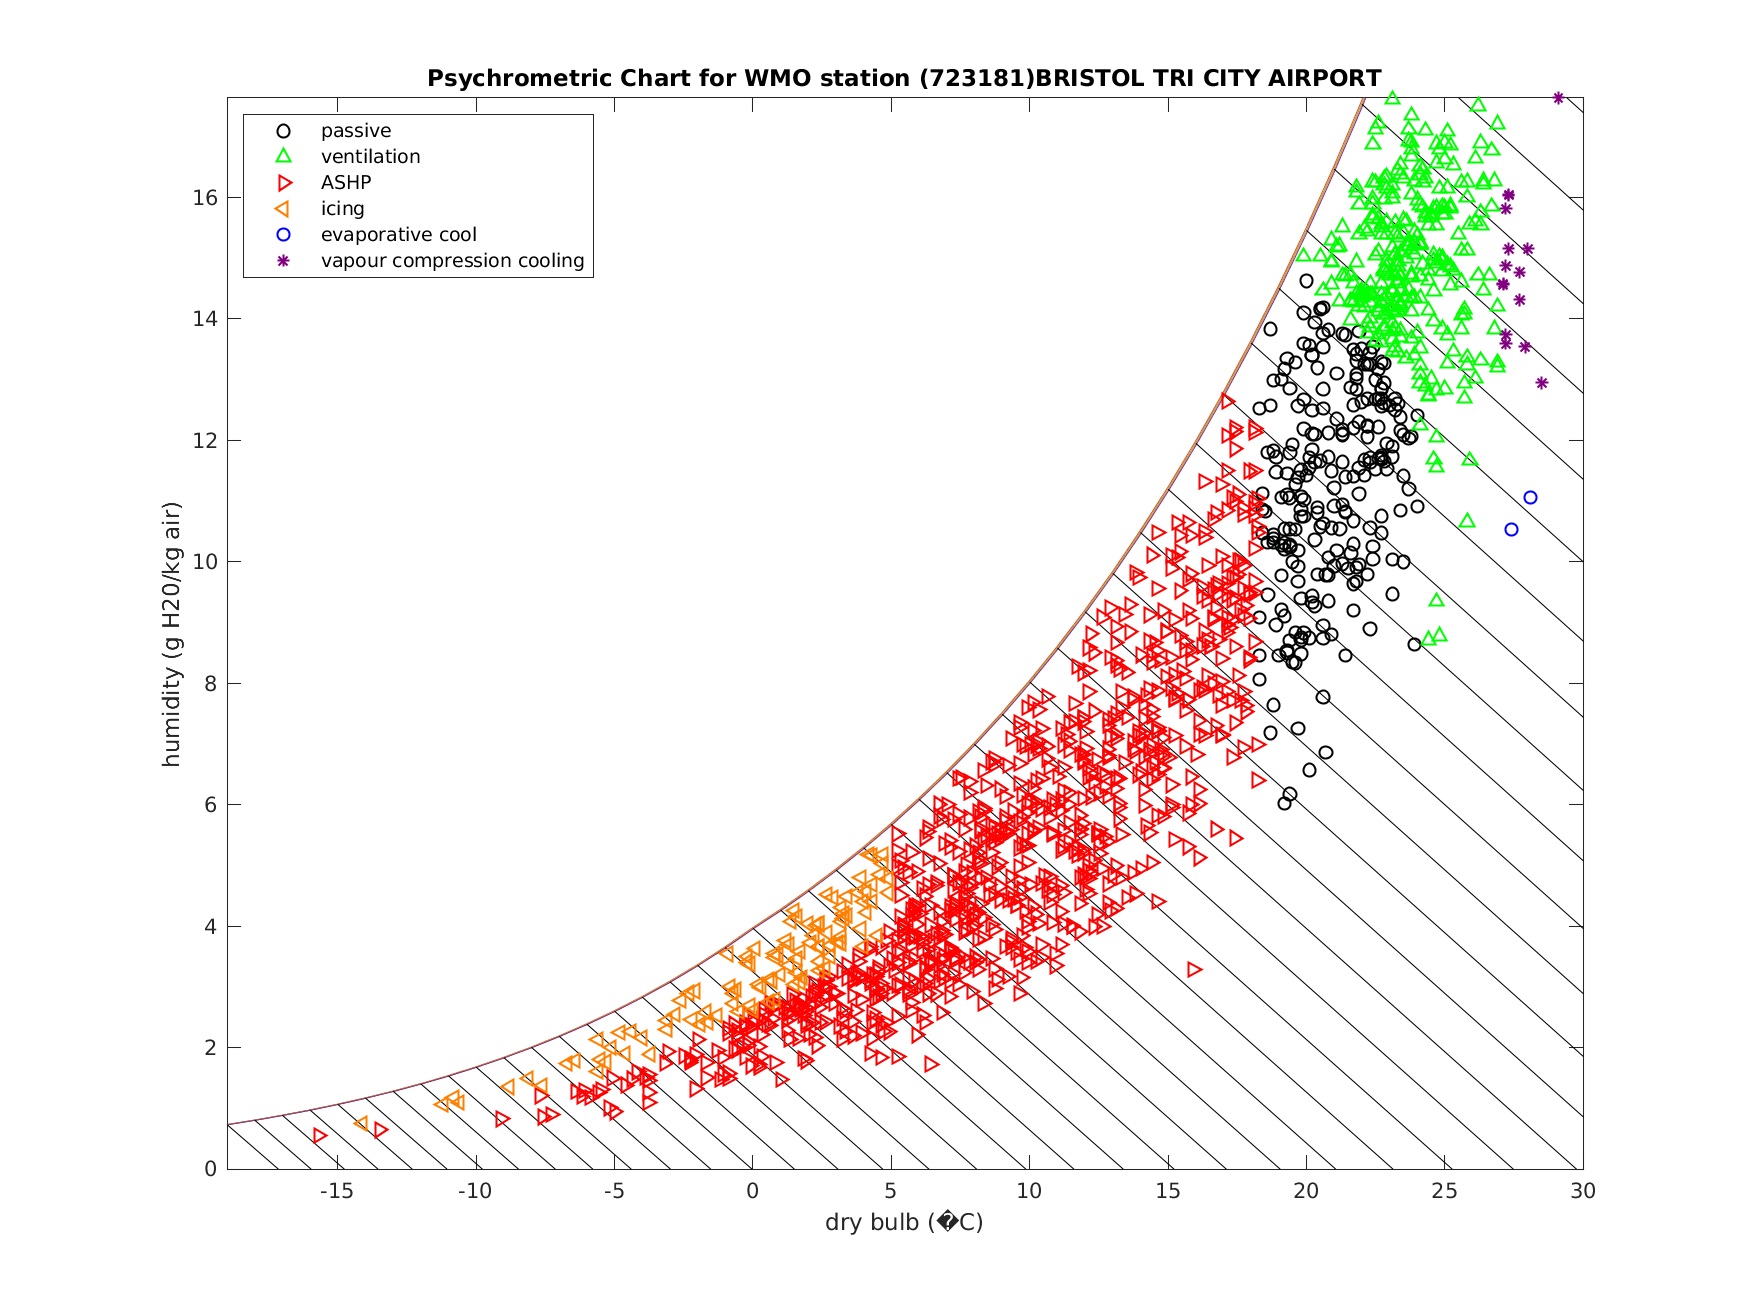 Psychrometric Chart for WMO station (723181)BRISTOL TRI CITY AIRPORT
passive
ventilation
ASHP
icing
evaporative cool
vapour compression cooling
humidity (g H20/kg air)
16
14
12
10
8
6
4
2
0
-15 -10 -5 0 5 10 15 20 25 30
dry bulb (�C)